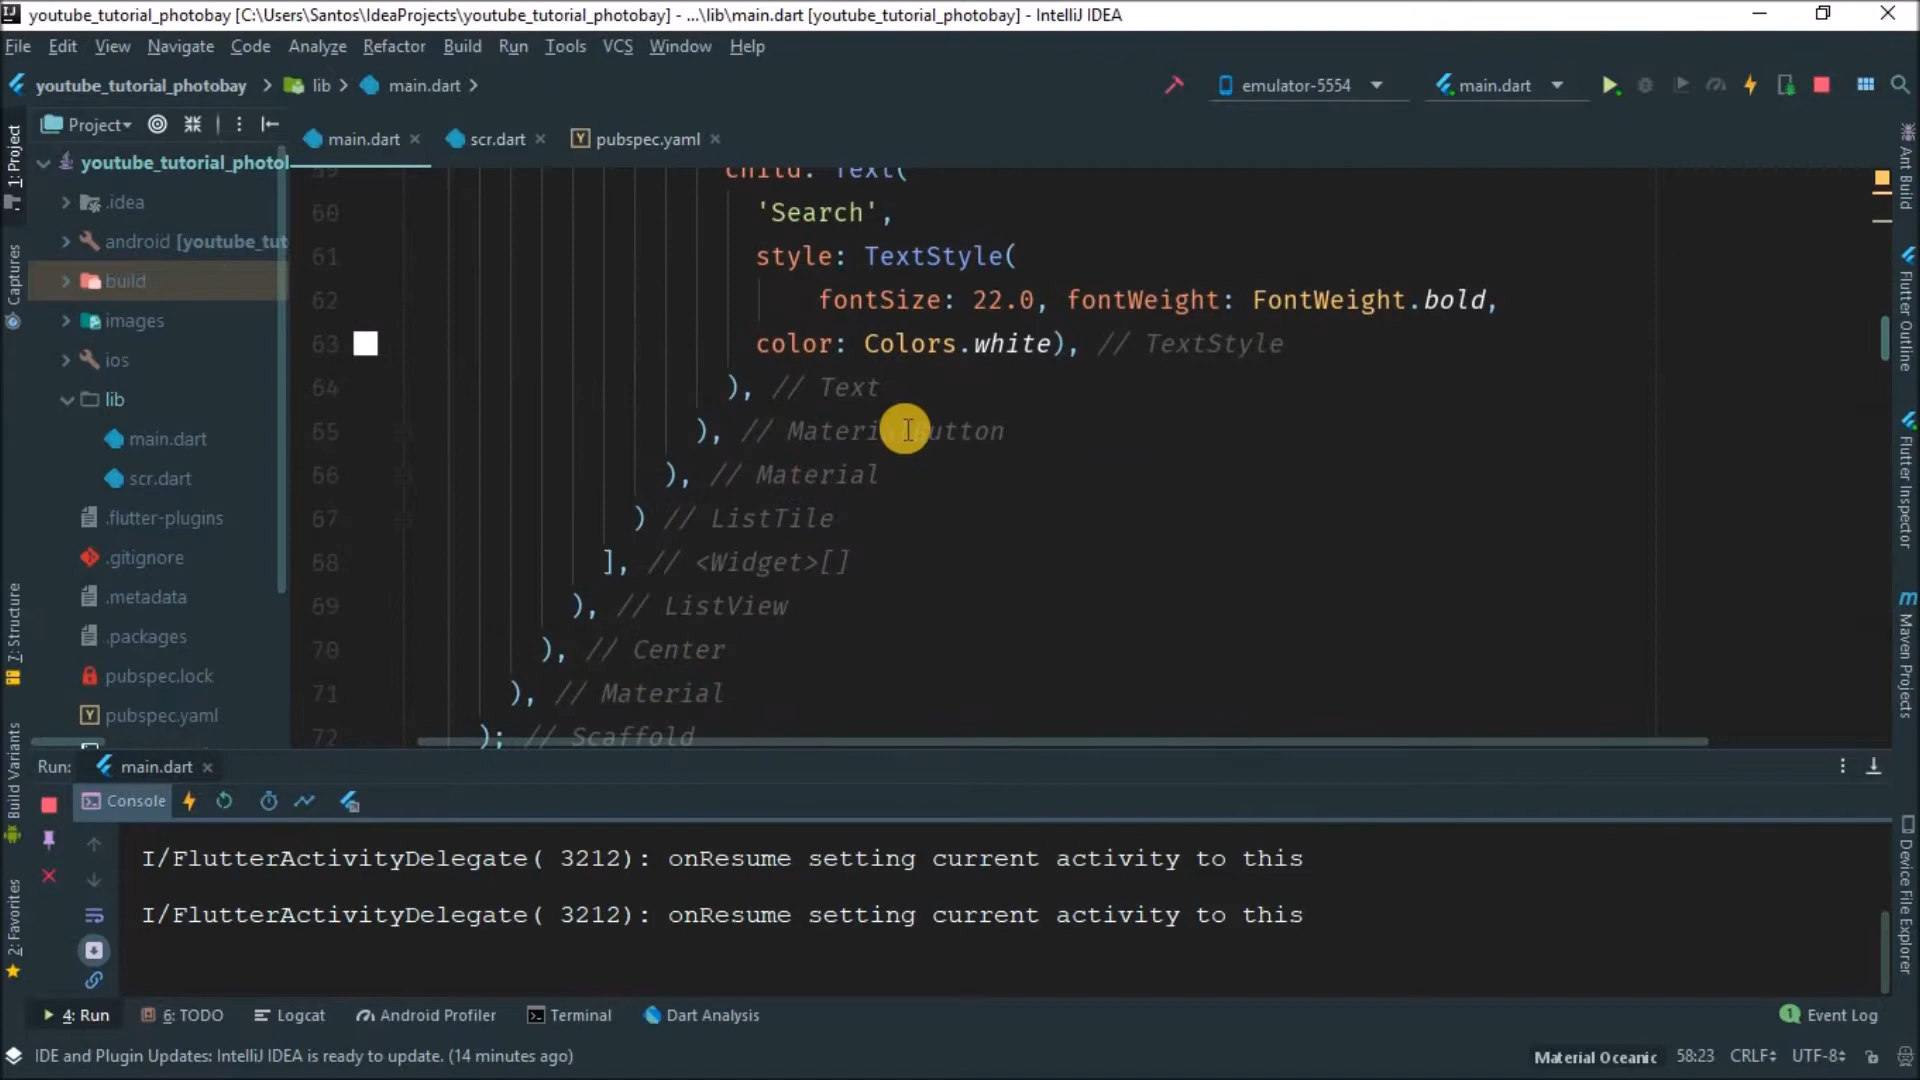 youtube_tutorial_photobay [C:\Users\Santos\IdeaProjects\youtube_tutorial_photobay] - ...\lib\main.dart [youtube_tutorial_photobay] - IntelliJ IDEA
File Edit View Navigate Code Analyze Refactor Build Run Tools VCS Window Help
youtube_tutorial_photobay lib main.dart emulator-5554 main.dart
Project
main.dart scr.dart pubspec.yaml
youtube_tutorial_photol
.idea
android [youtube_tut
build
images
ios
lib
main.dart
scr.dart
.flutter-plugins
.gitignore
.metadata
.packages
pubspec.lock
pubspec.yaml
59 child: Text(
60 'Search',
61 style: TextStyle(
62 fontSize: 22.0, fontWeight: FontWeight.bold,
63 color: Colors.white), // TextStyle
64 ), // Text
65 ), // MaterialButton
66 ), // Material
67 ) // ListTile
68 ], // <Widget>[]
69 ), // ListView
70 ), // Center
71 ), // Material
72 ); // Scaffold
1: Project
Captures
7: Structure
Build Variants
2: Favorites
Ant Build
Flutter Outline
Flutter Inspector
Maven Projects
Device File Explorer
Run: main.dart
Console
I/FlutterActivityDelegate( 3212): onResume setting current activity to this
I/FlutterActivityDelegate( 3212): onResume setting current activity to this
4: Run 6: TODO Logcat Android Profiler Terminal Dart Analysis 1 Event Log
IDE and Plugin Updates: IntelliJ IDEA is ready to update. (14 minutes ago) Material Oceanic 58:23 CRLF UTF-8